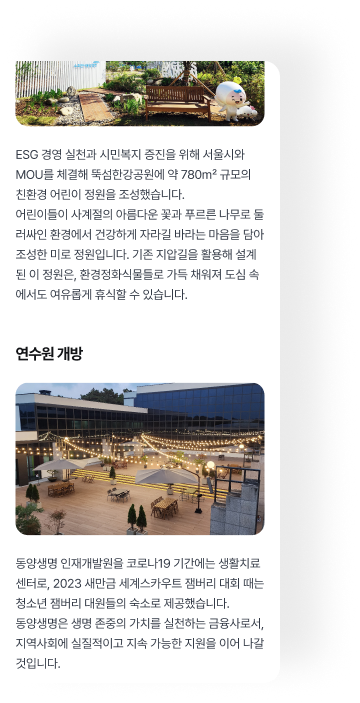 ESG 경영 실천과 시민복지 증진을 위해 서울시와
MOU를 체결해 뚝섬한강공원에 약 780m² 규모의
친환경 어린이 정원을 조성했습니다.
어린이들이 사계절의 아름다운 꽃과 푸르른 나무로 둘
러싸인 환경에서 건강하게 자라길 바라는 마음을 담아
조성한 미로 정원입니다. 기존 지압길을 활용해 설계
된 이 정원은, 환경정화식물들로 가득 채워져 도심 속
에서도 여유롭게 휴식할 수 있습니다.
연수원 개방
동양생명 인재개발원을 코로나19 기간에는 생활치료
센터로, 2023 새만금 세계스카우트 잼버리 대회 때는
청소년 잼버리 대원들의 숙소로 제공했습니다.
동양생명은 생명 존중의 가치를 실천하는 금융사로서,
지역사회에 실질적이고 지속 가능한 지원을 이어 나갈
것입니다.